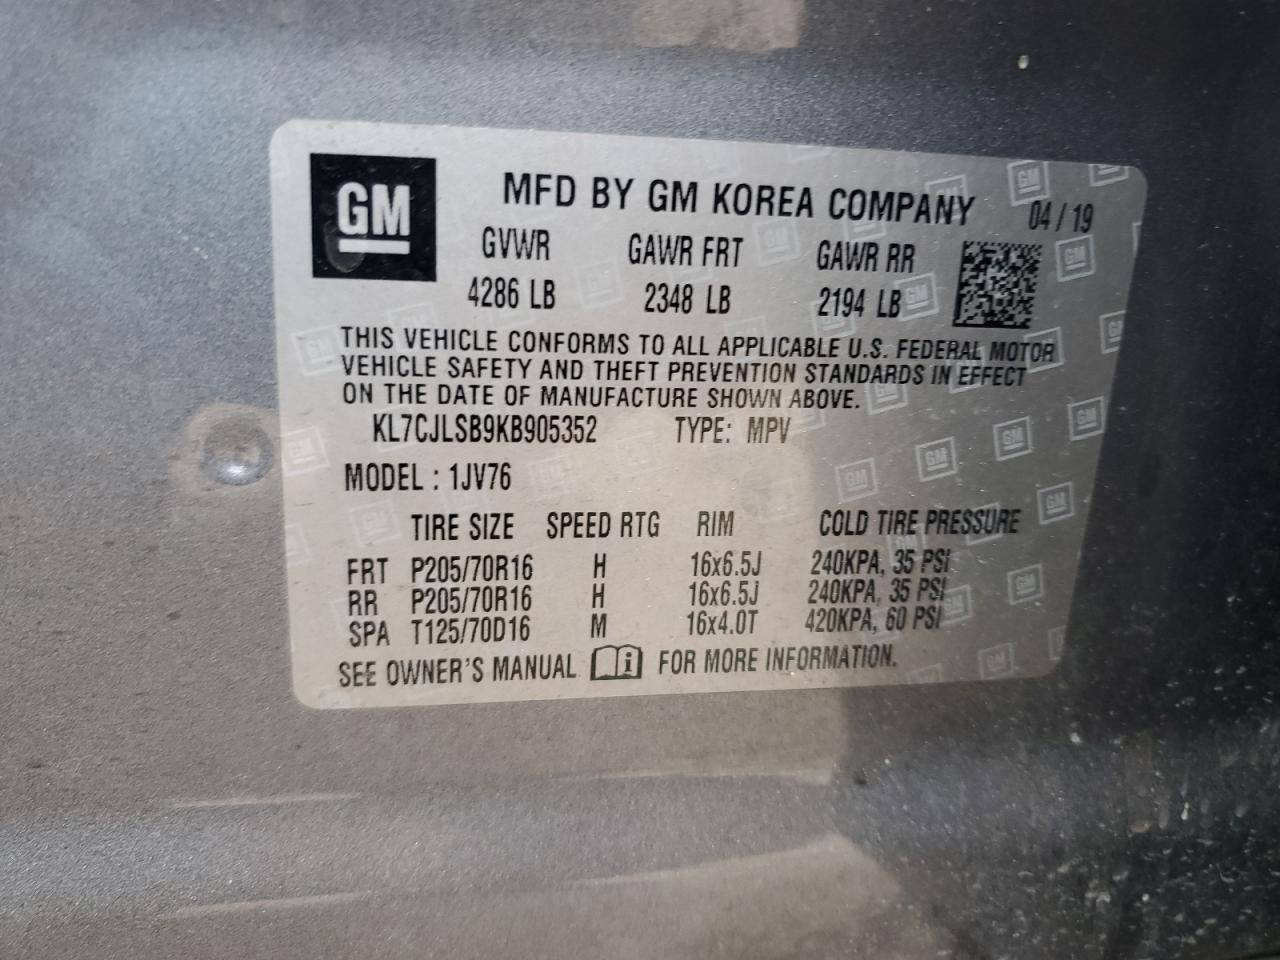 GM
MFD BY GM KOREA COMPANY 04 / 19
GVWR GAWR FRT GAWR RR
4286 LB 2348 LB 2194 LB
THIS VEHICLE CONFORMS TO ALL APPLICABLE U.S. FEDERAL MOTOR
VEHICLE SAFETY AND THEFT PREVENTION STANDARDS IN EFFECT
ON THE DATE OF MANUFACTURE SHOWN ABOVE.
KL7CJLSB9KB905352 TYPE: MPV
MODEL : 1JV76
TIRE SIZE SPEED RTG RIM COLD TIRE PRESSURE
FRT P205/70R16 H 16x6.5J 240KPA, 35 PSI
RR P205/70R16 H 16x6.5J 240KPA, 35 PSI
SPA T125/70D16 M 16x4.0T 420KPA, 60 PSI
SEE OWNER'S MANUAL i FOR MORE INFORMATION.